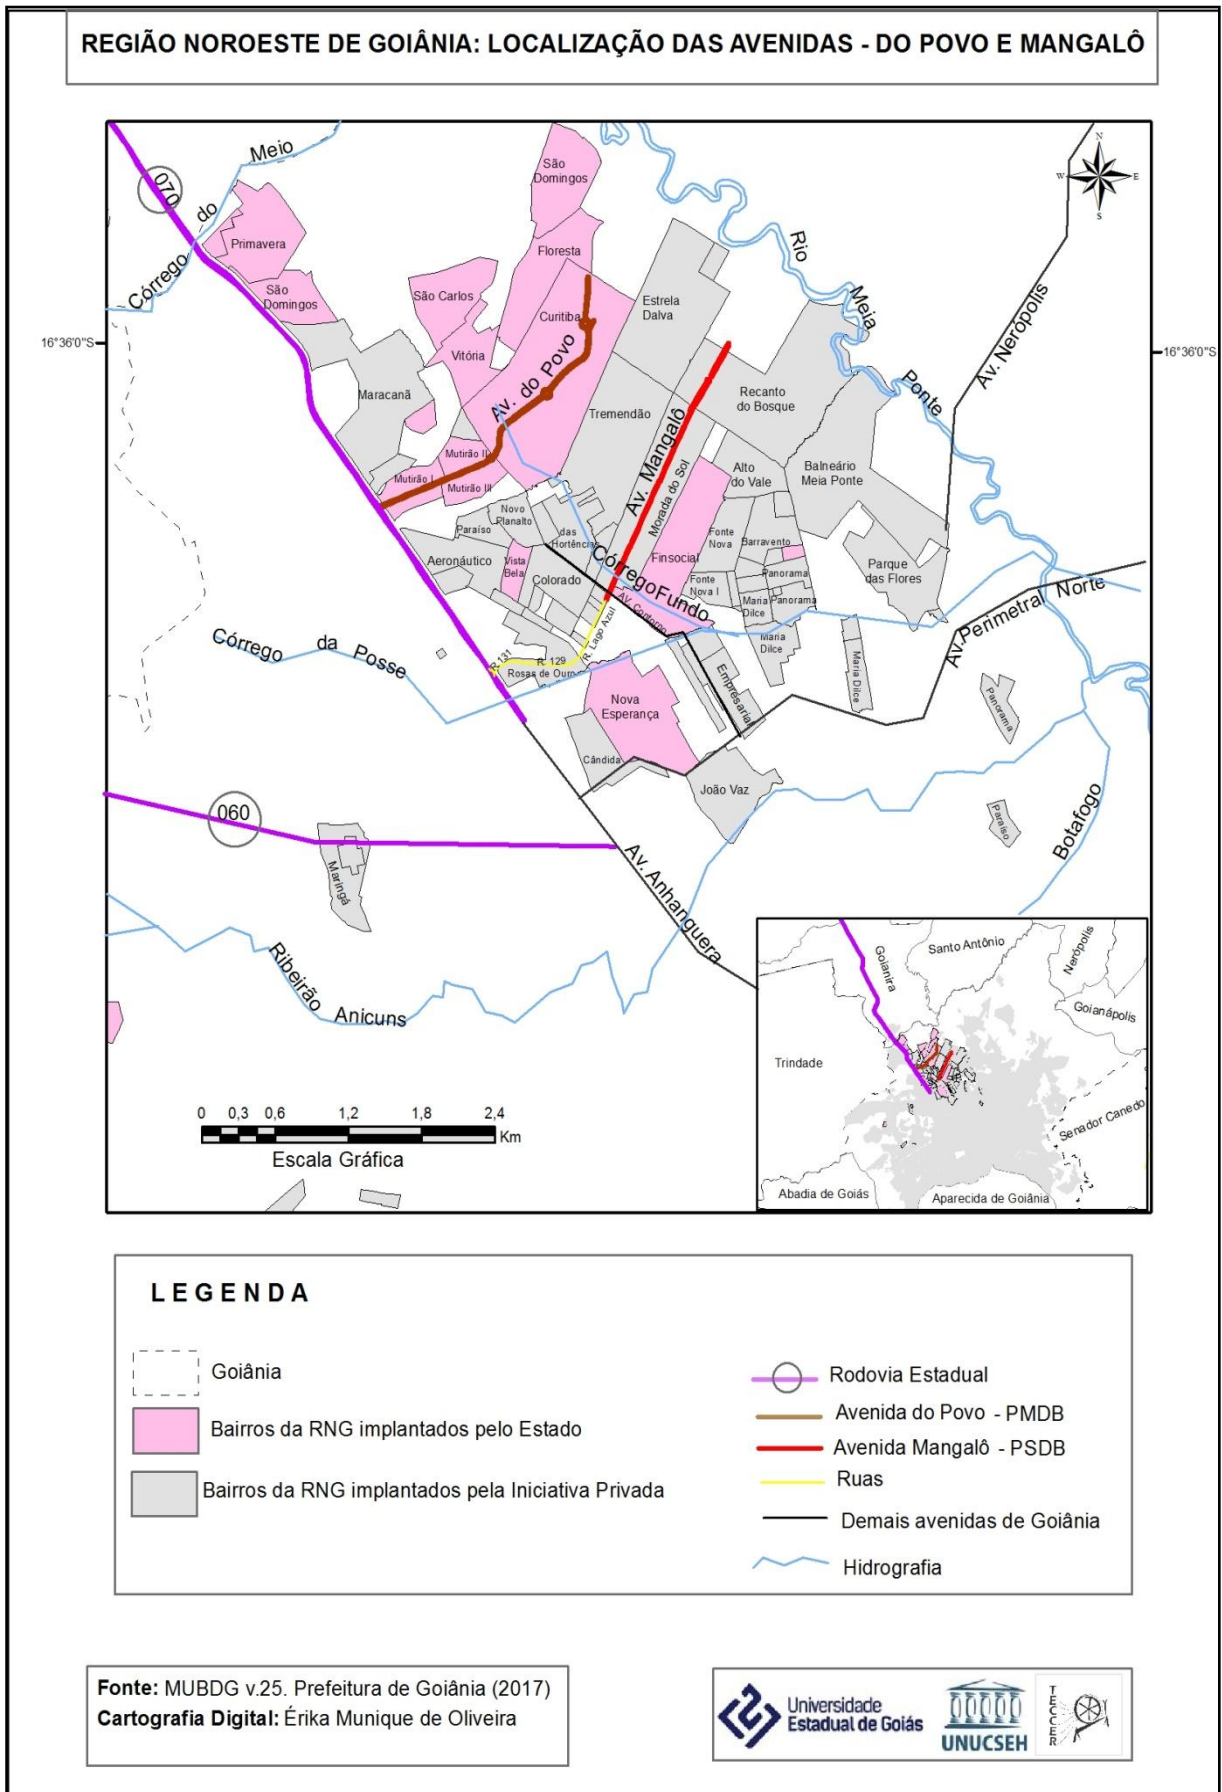 REGIÃO NOROESTE DE GOIÂNIA: LOCALIZAÇÃO DAS AVENIDAS - DO POVO E MANGALÔ
070
Córrego do Meio
N
W
E
S
São
Domingos
Primavera
Floresta
São
Domingos
São Carlos
Curitiba
Estrela
Dalva
Rio Meia Ponte
Av. Nerópolis
16°36'0"S
16°36'0"S
Vitória
Av. do Povo
Maracanã
Tremendão
Recanto
do Bosque
Av. Mangalô
Morada do Sol
Mutirão II
Mutirão I
Mutirão III
Alto
do Vale
Balneário
Meia Ponte
Novo
Planalto
Paraíso
das
Hortências
Fonte
Nova
Barravento
Aeronáutico
Vista
Bela
Colorado
Córrego Fundo
Finsocial
Fonte
Nova I
Panorama
Parque
das Flores
Maria
Dilce
Panorama
AV. Contorno
Av. Perimetral Norte
Córrego da Posse
R. Lago Azul
R. 131
R. 129
Rosas de Ouro
Maria
Dilce
Maria Dilce
Empresarial
Panorama
Nova
Esperança
Cândida
João Vaz
060
Maringá
Paraíso
Botafogo
Av. Anhanguera
Ribeirão Anicuns
Goianira
Santo Antônio
Nerópolis
Goianápolis
Trindade
Senador Canedo
Abadia de Goiás
Aparecida de Goiânia
0 0,3 0,6 1,2 1,8 2,4
Km
Escala Gráfica
LEGENDA
Goiânia
Bairros da RNG implantados pelo Estado
Bairros da RNG implantados pela Iniciativa Privada
Rodovia Estadual
Avenida do Povo - PMDB
Avenida Mangalô - PSDB
Ruas
Demais avenidas de Goiânia
Hidrografia
Fonte: MUBDG v.25. Prefeitura de Goiânia (2017)
Cartografia Digital: Érika Munique de Oliveira
Universidade
Estadual de Goiás
UNUCSEH
TECCER